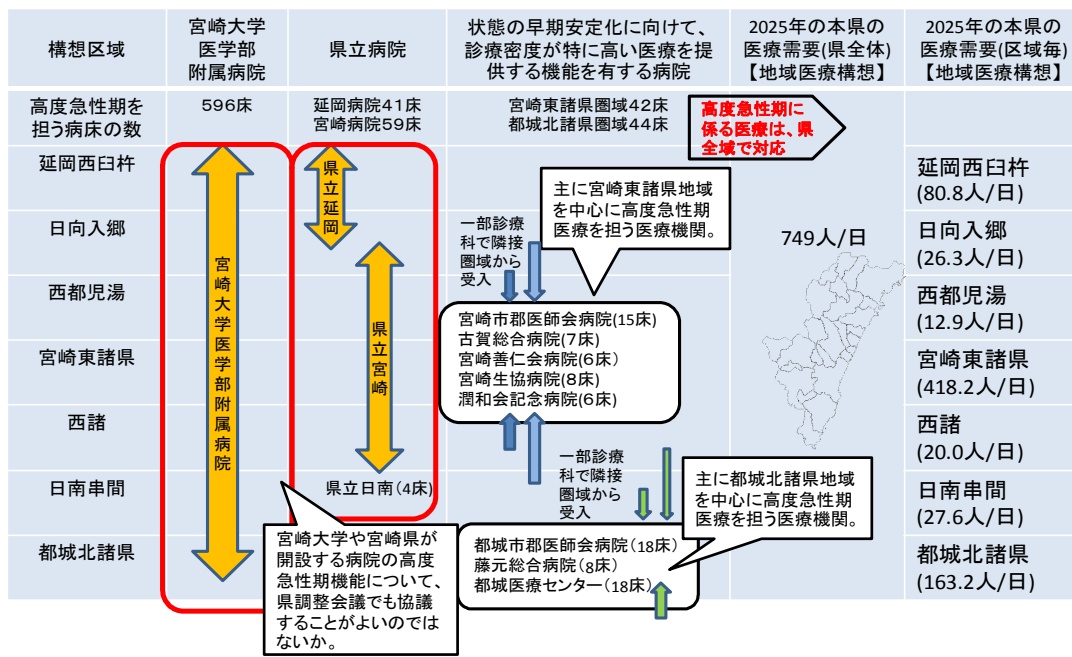 構想区域
宮崎大学
医学部
附属病院
県立病院
状態の早期安定化に向けて、
診療密度が特に高い医療を提
供する機能を有する病院
2025年の本県の
医療需要(県全体)
【地域医療構想】
2025年の本県の
医療需要(区域毎)
【地域医療構想】
高度急性期を
担う病床の数
596床
延岡病院41床
宮崎病院59床
宮崎東諸県圏域42床
都城北諸県圏域44床
高度急性期に
係る医療は、県
全域で対応
延岡西臼杵
日向入郷
西都児湯
宮崎東諸県
西諸
日南串間
都城北諸県
宮崎大学医学部附属病院
県立延岡
県立宮崎
県立日南(4床)
宮崎大学や宮崎県が
開設する病院の高度
急性期機能について、
県調整会議でも協議
することがよいのでは
ないか。
一部診療
科で隣接
圏域から
受入
主に宮崎東諸県地域
を中心に高度急性期
医療を担う医療機関。
宮崎市郡医師会病院(15床)
古賀総合病院(7床)
宮崎善仁会病院(6床)
宮崎生協病院(8床)
潤和会記念病院(6床)
一部診療
科で隣接
圏域から
受入
主に都城北諸県地域
を中心に高度急性期
医療を担う医療機関。
都城市郡医師会病院(18床)
藤元総合病院(8床)
都城医療センター(18床)
749人/日
延岡西臼杵
(80.8人/日)
日向入郷
(26.3人/日)
西都児湯
(12.9人/日)
宮崎東諸県
(418.2人/日)
西諸
(20.0人/日)
日南串間
(27.6人/日)
都城北諸県
(163.2人/日)